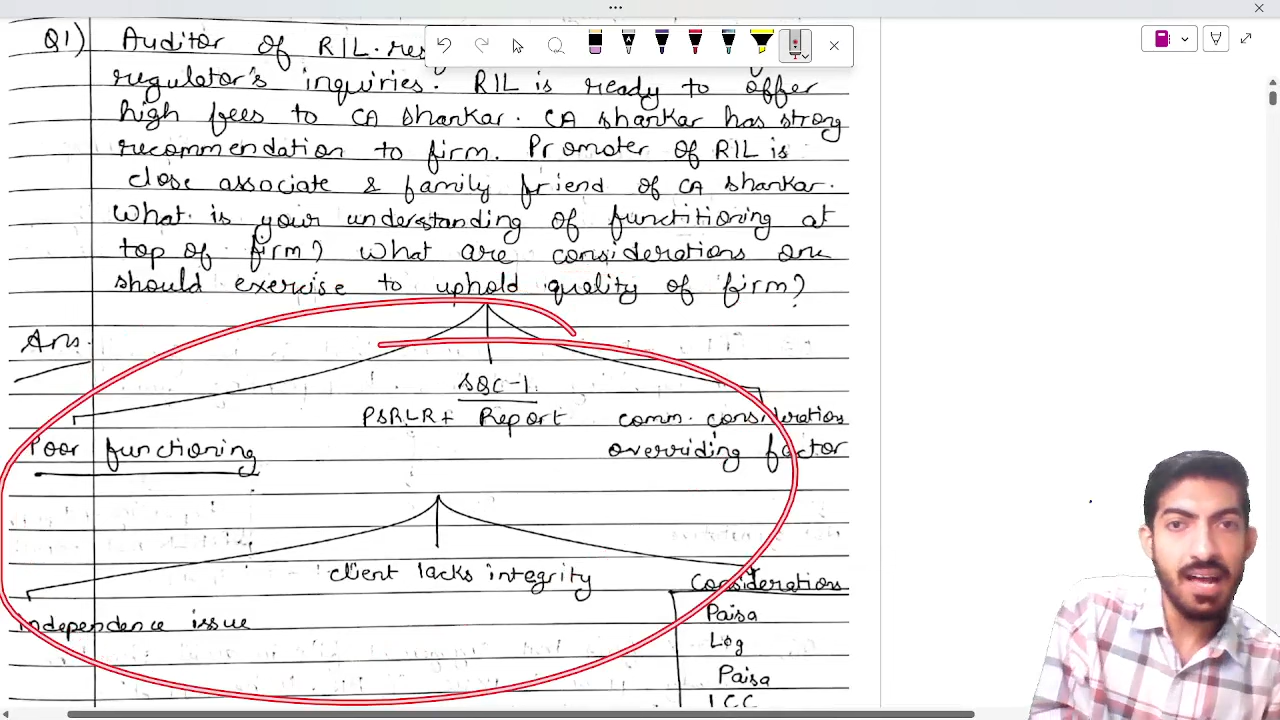 Q1) Auditor of RIL
regulator's inquiries. RIL is ready to offer
high fees to CA Shankar. CA Shankar has strong
recommendation to firm. Promoter of RIL is
close associate & family friend of CA Shankar.
What is your understanding of functitioning at
top of firm? What are considerations one
should exercise to uphold quality of firm?
Ans.
SQC-1
PSRLR+ Report
comm. consideration
Poor functioning
overriding factor
client lacks integrity
Considerations
Independence issue
Paisa
Log
Paisa
ICC